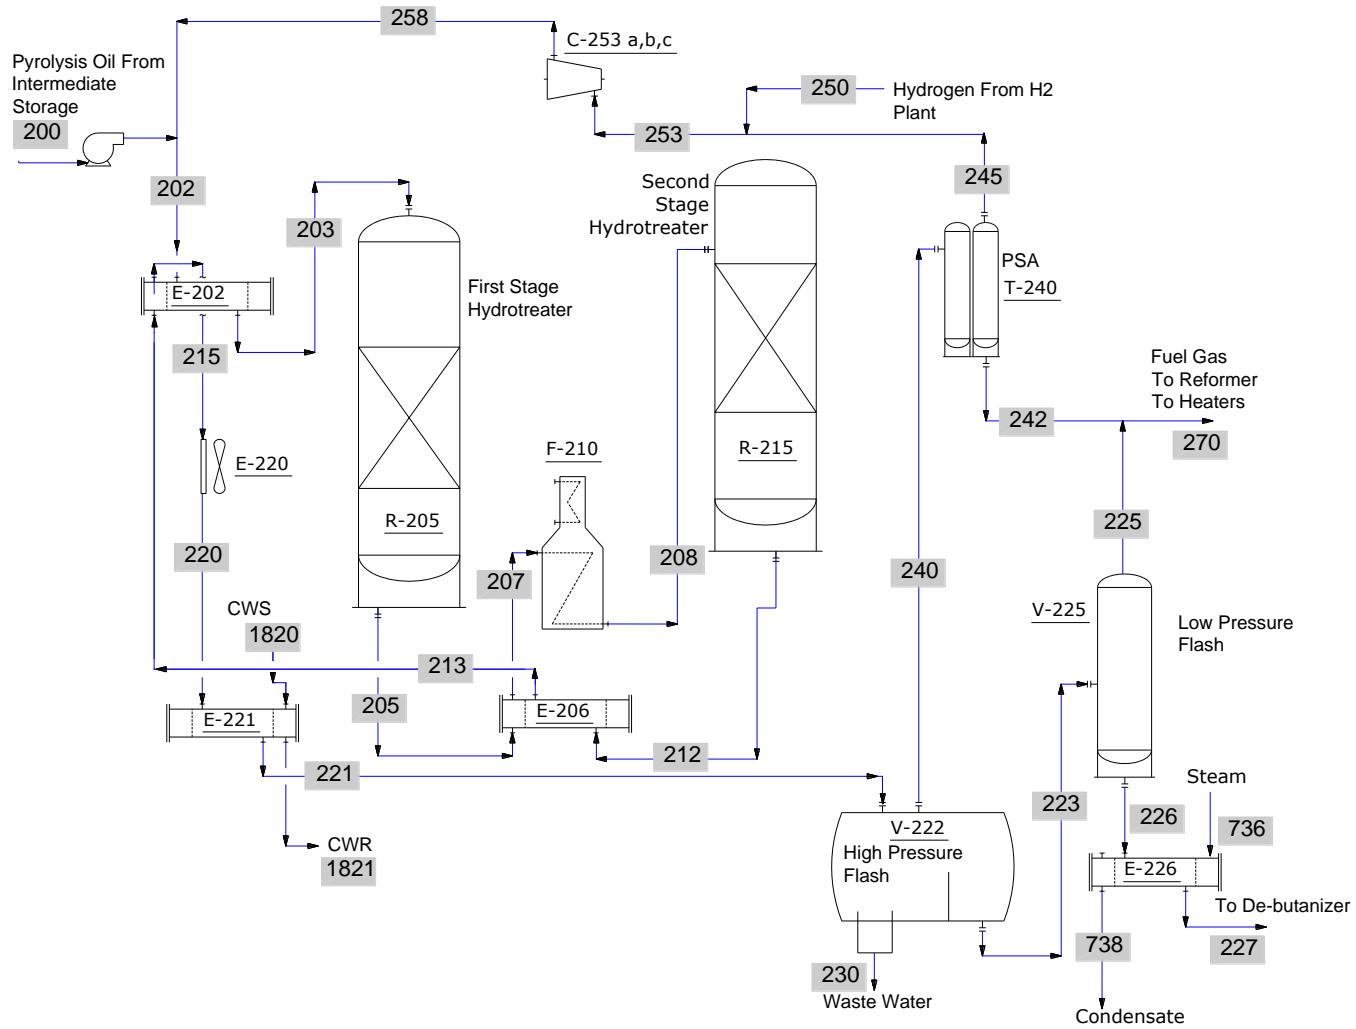 258
C-253 a,b,c
Pyrolysis Oil From
Intermediate
Storage
200
250
Hydrogen From H2
Plant
253
202
203
Second
Stage
Hydrotreater
245
PSA
T-240
E-202
First Stage
Hydrotreater
215
Fuel Gas
To Reformer
To Heaters
242
270
E-220
F-210
R-215
R-205
220
207
208
240
225
CWS
1820
V-225
Low Pressure
Flash
213
205
E-221
E-206
212
221
223
Steam
226
736
V-222
High Pressure
Flash
CWR
1821
E-226
To De-butanizer
227
738
230
Waste Water
Condensate